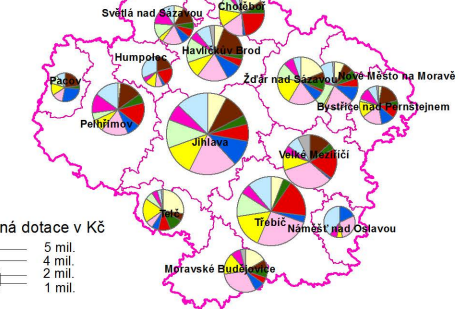 Chotěboř
Světlá nad Sázavou
Havlíčkův Brod
Humpolec
Pacov
Žďár nad Sázavou
Nové Město na Moravě
Bystřice nad Pernštejnem
Pelhřimov
Jihlava
Velké Meziříčí
Telč
Třebíč
Náměšť nad Oslavou
ná dotace v Kč
5 mil.
4 mil.
2 mil.
1 mil.
Moravské Budějovice